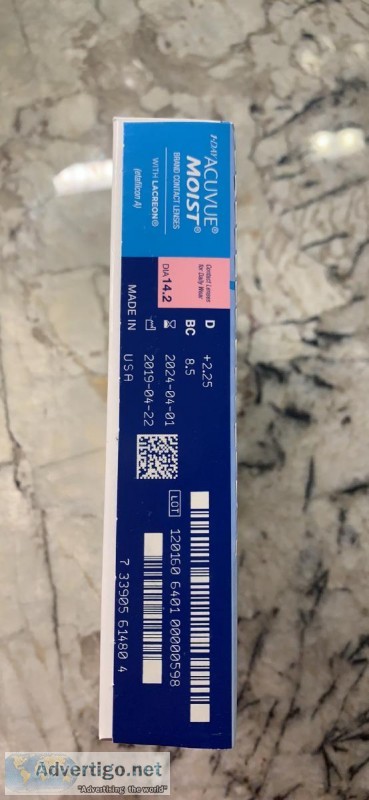 1•DAY ACUVUE®
MOIST®
BRAND CONTACT LENSES
WITH LACREON®
(etafilcon A)
Contact Lenses
for Daily Wear
DIA 14.2
D +2.25
BC 8.5
2024-04-01
2019-04-22
MADE IN USA
LOT 120160 6401 00000598
7 33905 61480 4
Advertigo.net
"Advertising the world"